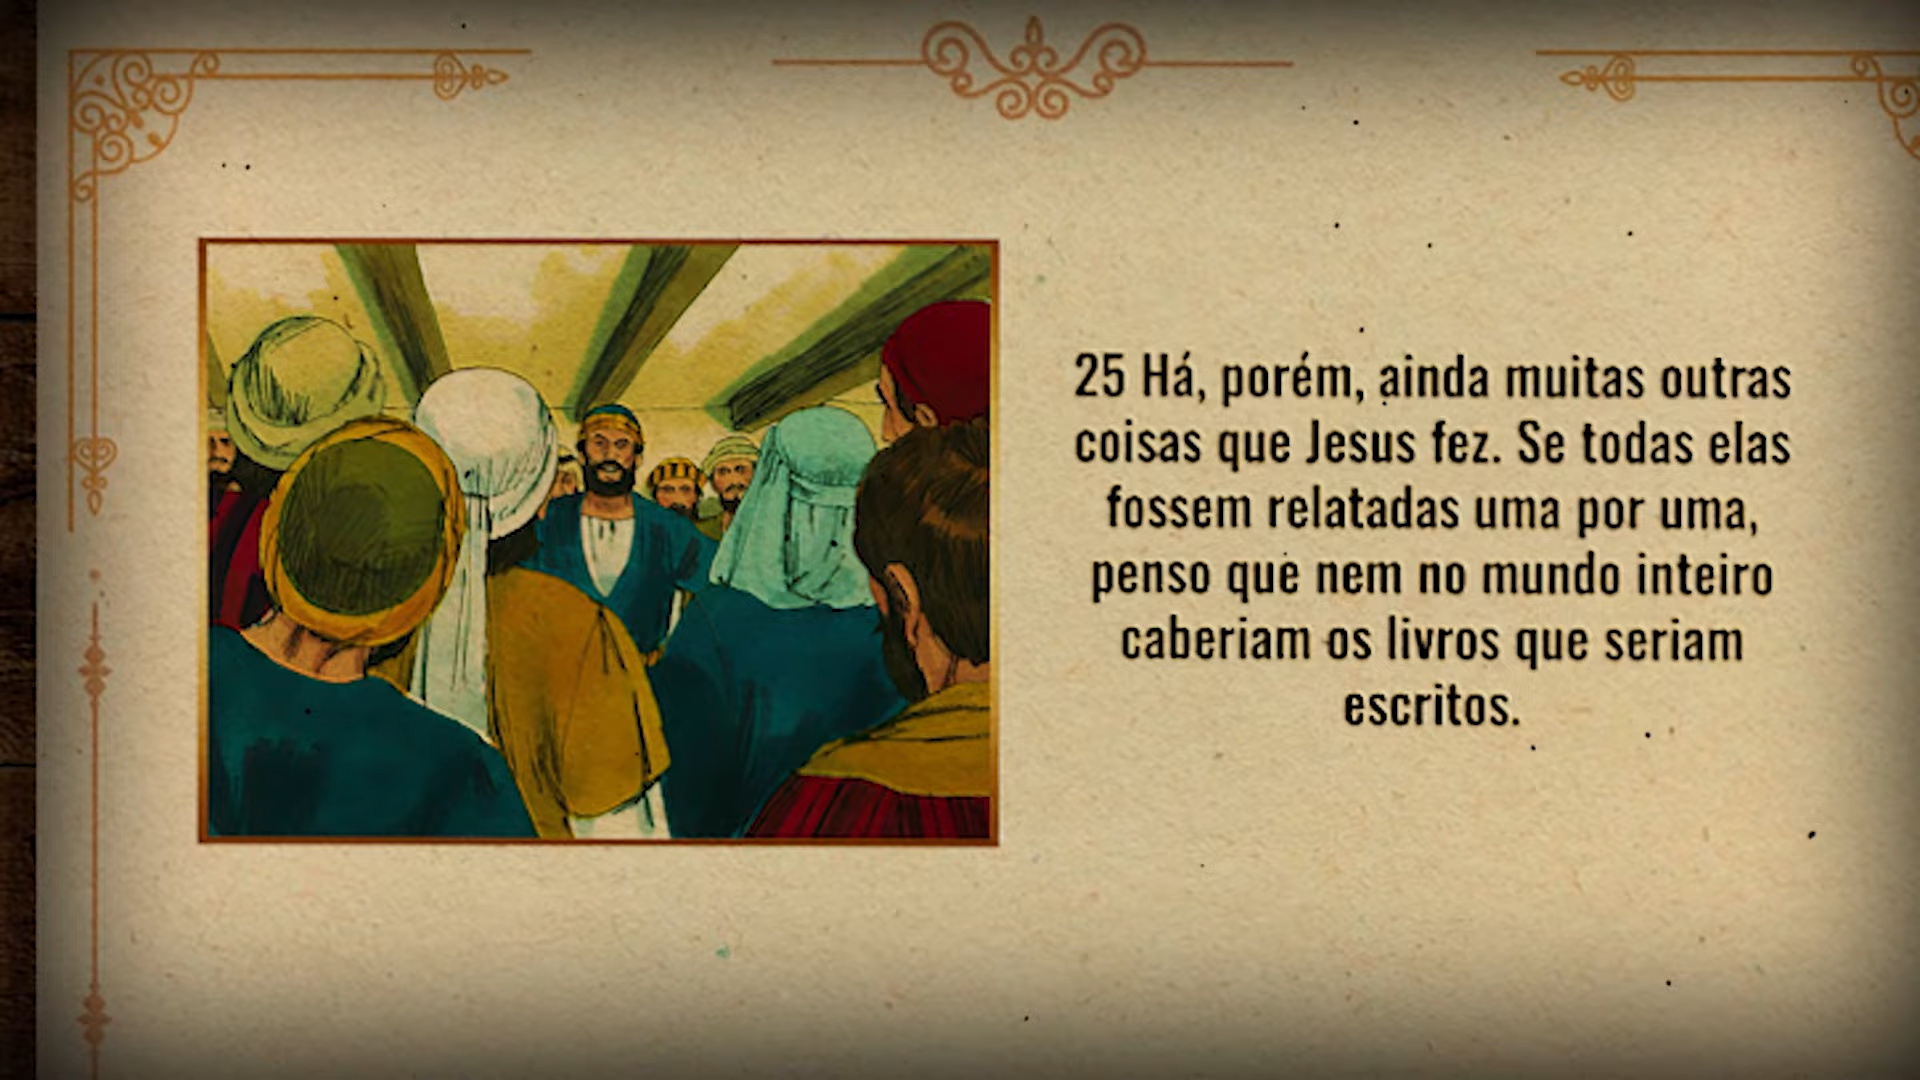 25 Há, porém, ainda muitas outras
coisas que Jesus fez. Se todas elas
fossem relatadas uma por uma,
penso que nem no mundo inteiro
caberiam os livros que seriam
escritos.